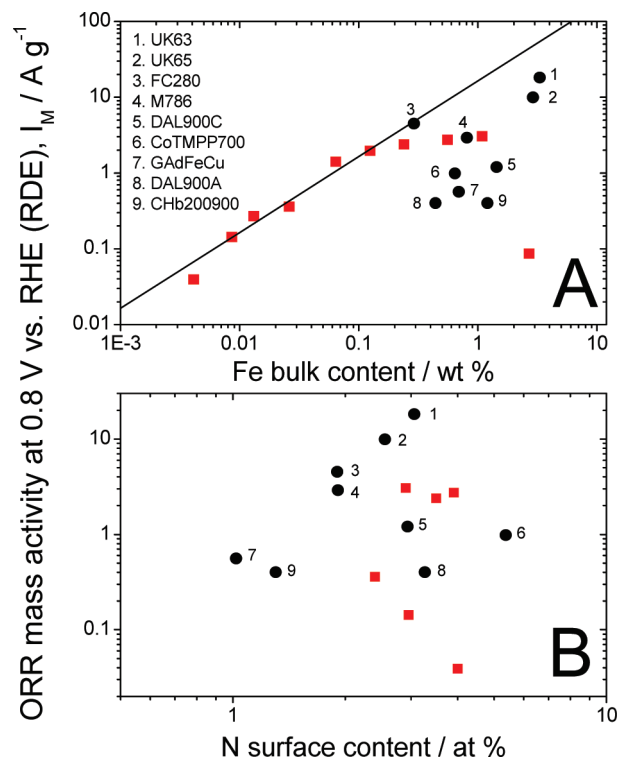 ORR mass activity at 0.8 V vs. RHE (RDE), I_M / A g⁻¹
100
10
1
0.1
0.01
1. UK63
2. UK65
3. FC280
4. M786
5. DAL900C
6. CoTMPP700
7. GAdFeCu
8. DAL900A
9. CHb200900
3
4
1
2
6
5
7
8
9
A
1E-3
0.01
0.1
1
10
Fe bulk content / wt %
10
1
0.1
1
2
3
4
5
6
7
9
8
B
1
10
N surface content / at %